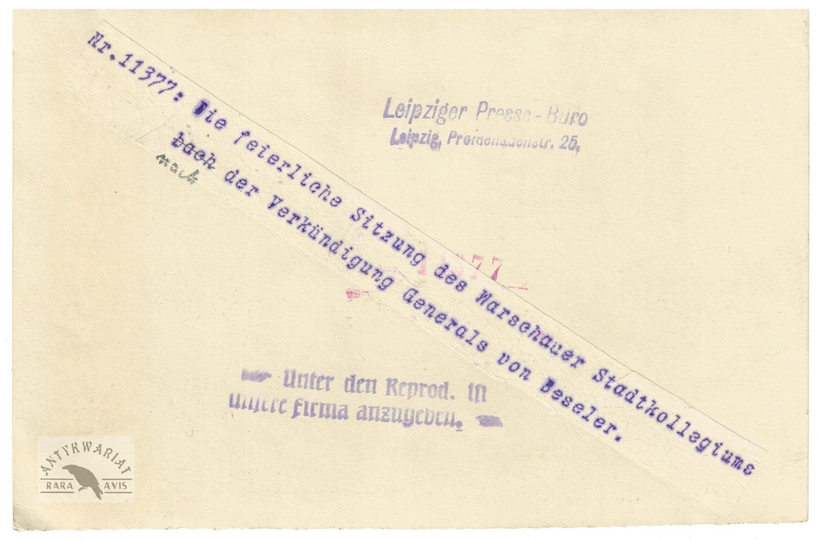 Nr.11377: Die feierliche Sitzung des Warschauer Stadtkollegiums
bach der Verkündigung Generals von Beseler.
nach
Leipziger Presse-Büro
Leipzig, Promenadenstr. 25,
77
Unter den Reprod. ist
unsere Firma anzugeben.
ANTYKWARIAT
RARA AVIS